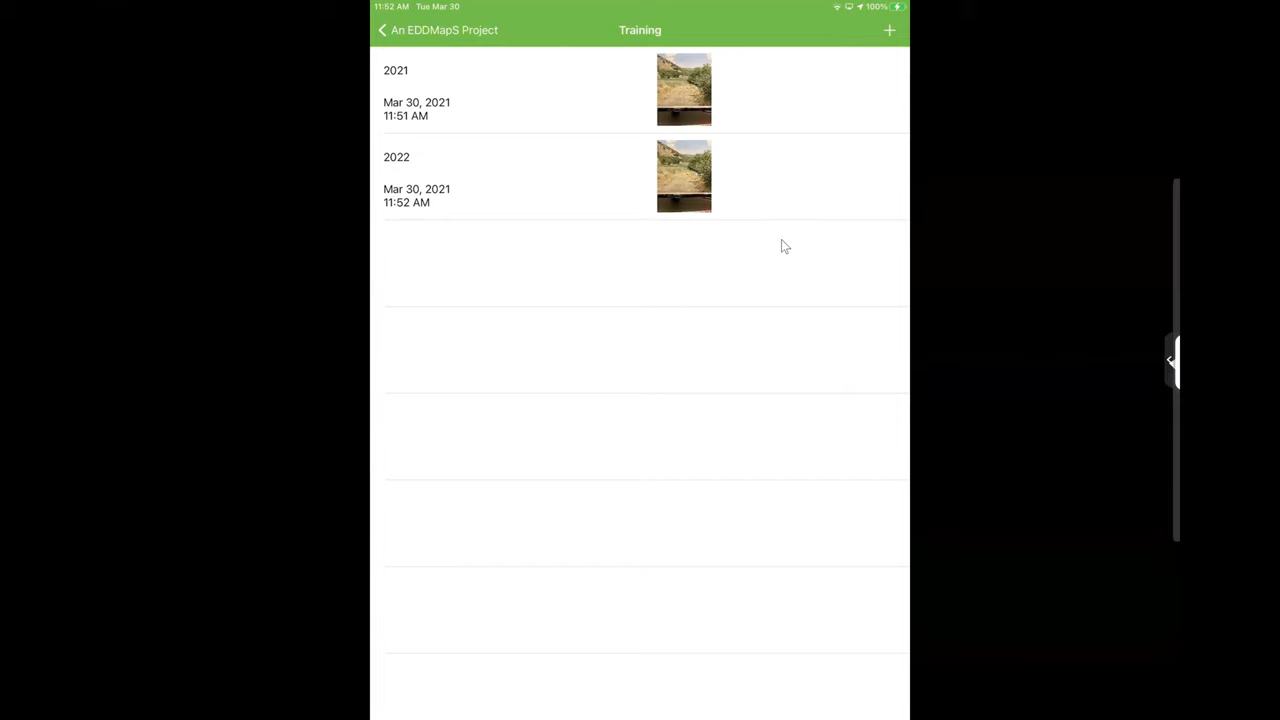 11:52 AM Tue Mar 30
100%
An EDDMapS Project
Training
+
2021
Mar 30, 2021
11:51 AM
2022
Mar 30, 2021
11:52 AM